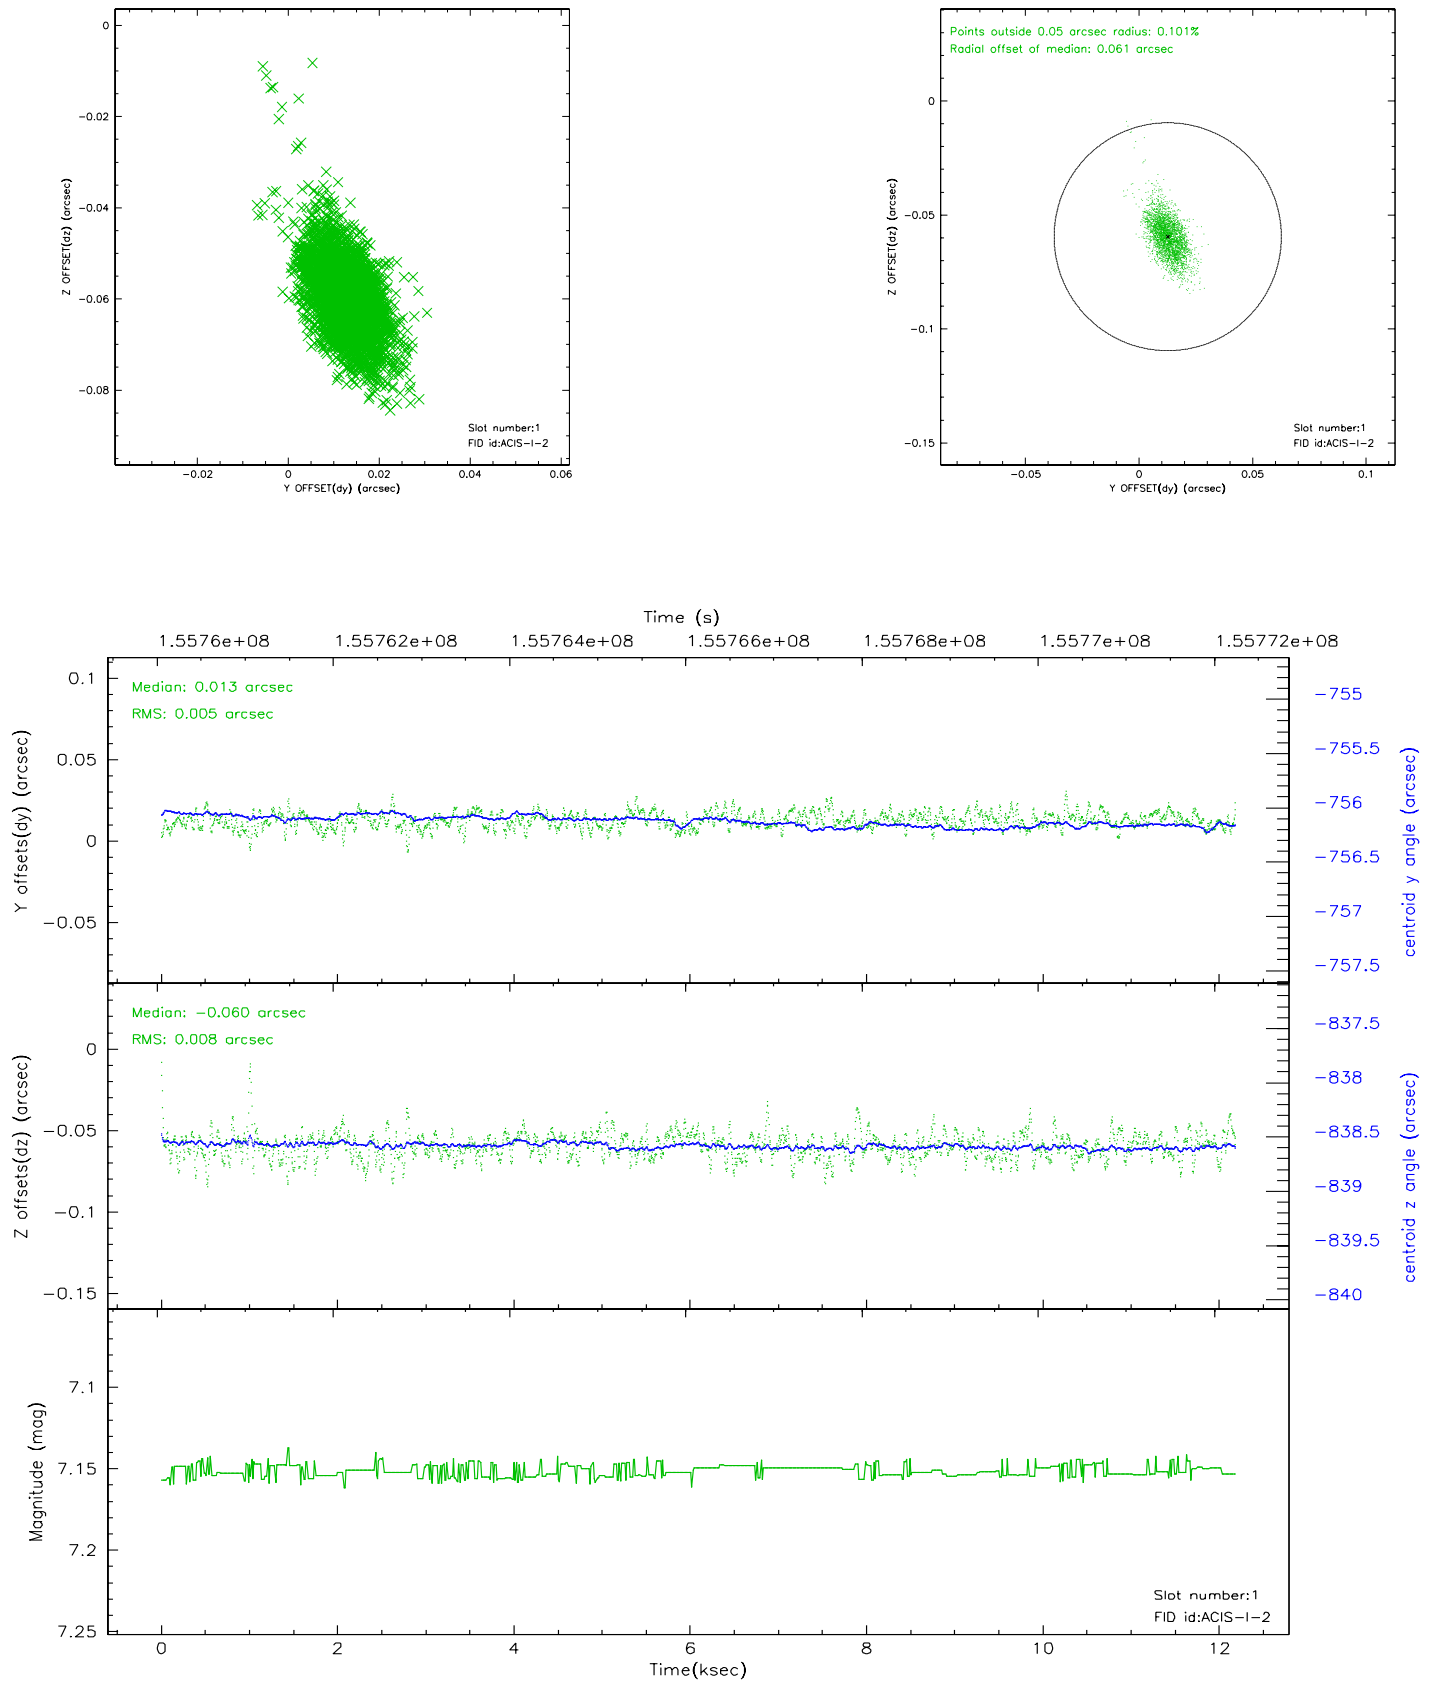 0
-0.02
-0.04
-0.06
-0.08
Z OFFSET(dz) (arcsec)
Slot number:1
FID id:ACIS-I-2
-0.02 0 0.02 0.04 0.06
Y OFFSET(dy) (arcsec)
Points outside 0.05 arcsec radius: 0.101%
Radial offset of median: 0.061 arcsec
0
-0.05
-0.1
-0.15
Z OFFSET(dz) (arcsec)
Slot number:1
FID id:ACIS-I-2
-0.05 0 0.05 0.1
Y OFFSET(dy) (arcsec)
Time (s)
1.5576e+08 1.55762e+08 1.55764e+08 1.55766e+08 1.55768e+08 1.5577e+08 1.55772e+08
Median: 0.013 arcsec
RMS: 0.005 arcsec
0.1
0.05
0
-0.05
Y offsets(dy) (arcsec)
-755
-755.5
-756
-756.5
-757
-757.5
centroid y angle (arcsec)
Median: -0.060 arcsec
RMS: 0.008 arcsec
0
-0.05
-0.1
-0.15
Z offsets(dz) (arcsec)
-837.5
-838
-838.5
-839
-839.5
-840
centroid z angle (arcsec)
7.1
7.15
7.2
7.25
Magnitude (mag)
Slot number:1
FID id:ACIS-I-2
0 2 4 6 8 10 12
Time(ksec)